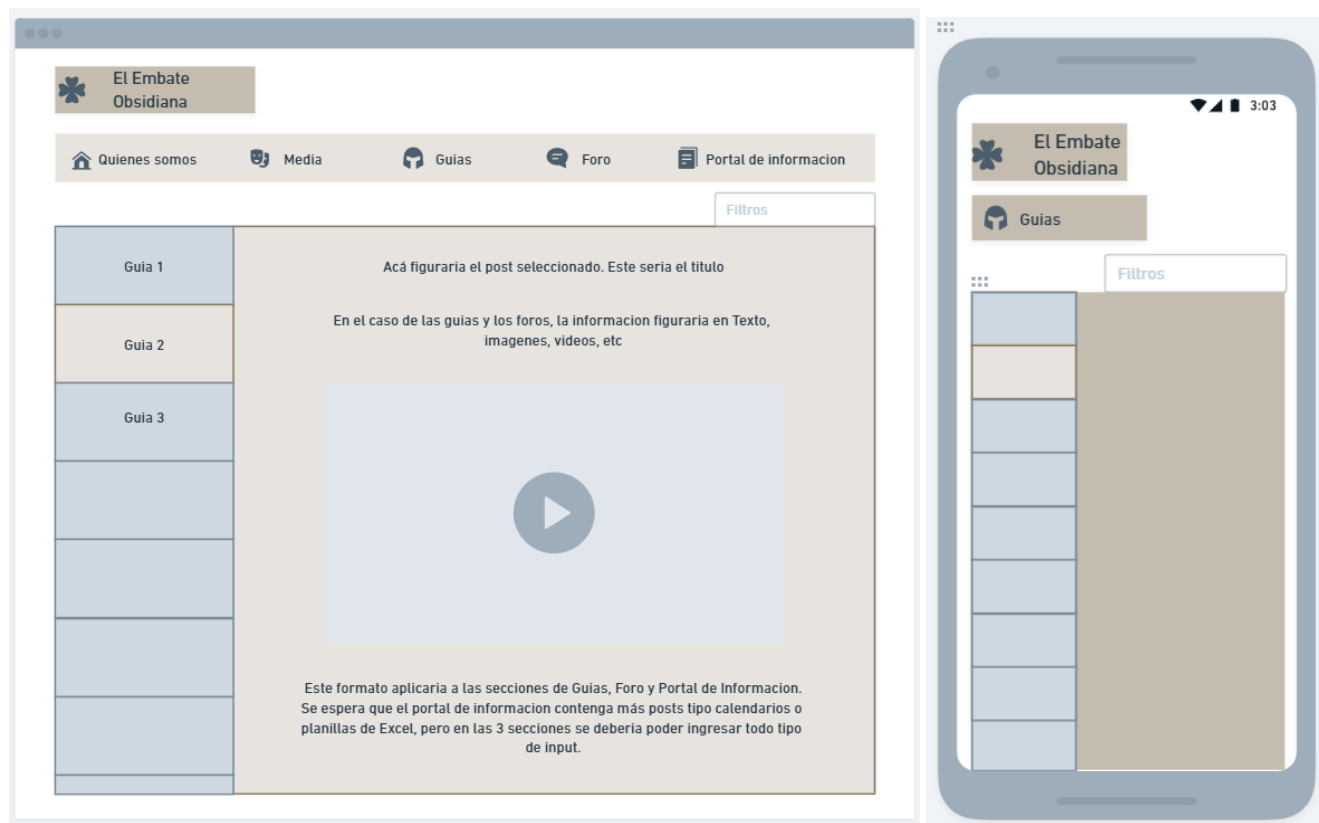 El Embate
Obsidiana
Quienes somos
Media
Guias
Foro
Portal de informacion
Filtros
Guia 1
Guia 2
Guia 3
Acá figuraria el post seleccionado. Este seria el titulo
En el caso de las guias y los foros, la informacion figuraria en Texto,
imagenes, videos, etc
Este formato aplicaria a las secciones de Guias, Foro y Portal de Informacion.
Se espera que el portal de informacion contenga más posts tipo calendarios o
planillas de Excel, pero en las 3 secciones se deberia poder ingresar todo tipo
de input.
3:03
El Embate
Obsidiana
Guias
Filtros